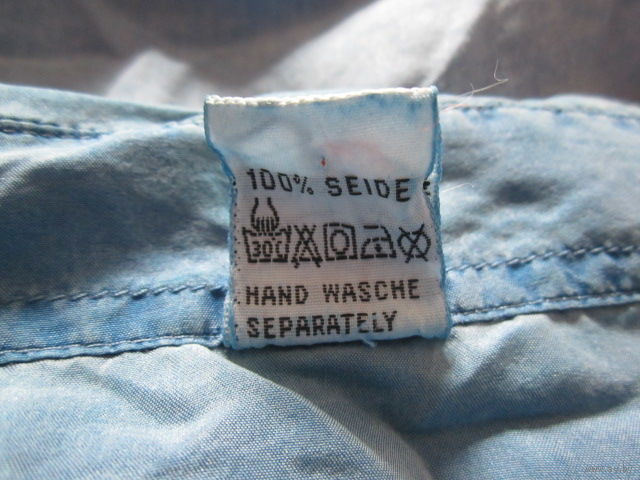 100% SEIDE
30
HAND WASCHE
SEPARATELY